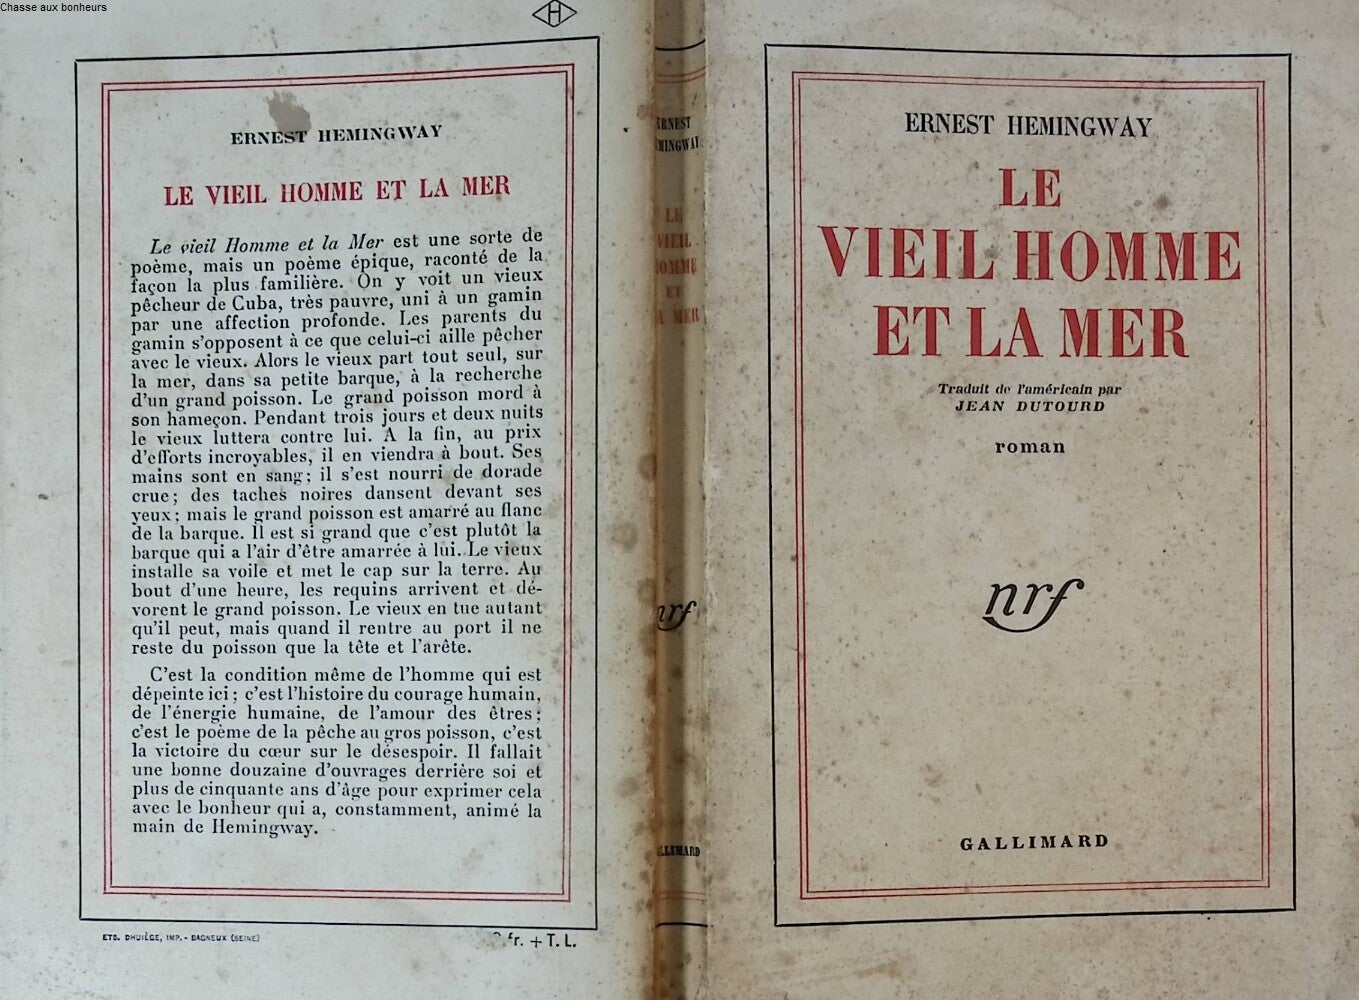 Chasse aux bonheurs
H
ERNEST HEMINGWAY
LE VIEIL HOMME ET LA MER
Le vieil Homme et la Mer est une sorte de
poème, mais un poème épique, raconté de la
façon la plus familière. On y voit un vieux
pêcheur de Cuba, très pauvre, uni à un gamin
par une affection profonde. Les parents du
gamin s'opposent à ce que celui-ci aille pêcher
avec le vieux. Alors le vieux part tout seul, sur
la mer, dans sa petite barque, à la recherche
d'un grand poisson. Le grand poisson mord à
son hameçon. Pendant trois jours et deux nuits
le vieux luttera contre lui. A la fin, au prix
d'efforts incroyables, il en viendra à bout. Ses
mains sont en sang; il s'est nourri de dorade
crue; des taches noires dansent devant ses
yeux; mais le grand poisson est amarré au flanc
de la barque. Il est si grand que c'est plutôt la
barque qui a l'air d'être amarrée à lui. Le vieux
installe sa voile et met le cap sur la terre. Au
bout d'une heure, les requins arrivent et dé-
vorent le grand poisson. Le vieux en tue autant
qu'il peut, mais quand il rentre au port il ne
reste du poisson que la tête et l'arête.
C'est la condition même de l'homme qui est
dépeinte ici; c'est l'histoire du courage humain,
de l'énergie humaine, de l'amour des êtres;
c'est le poème de la pêche au gros poisson, c'est
la victoire du cœur sur le désespoir. Il fallait
une bonne douzaine d'ouvrages derrière soi et
plus de cinquante ans d'âge pour exprimer cela
avec le bonheur qui a, constamment, animé la
main de Hemingway.
ETS. DHUIÈGE, IMP. - BAGNEUX (SEINE)
fr. + T. L.
ERNEST
HEMINGWAY
LE
VIEIL
HOMME
ET
LA MER
nrf
GALLIMARD
ERNEST HEMINGWAY
LE
VIEIL HOMME
ET LA MER
Traduit de l'américain par
JEAN DUTOURD
roman
nrf
GALLIMARD